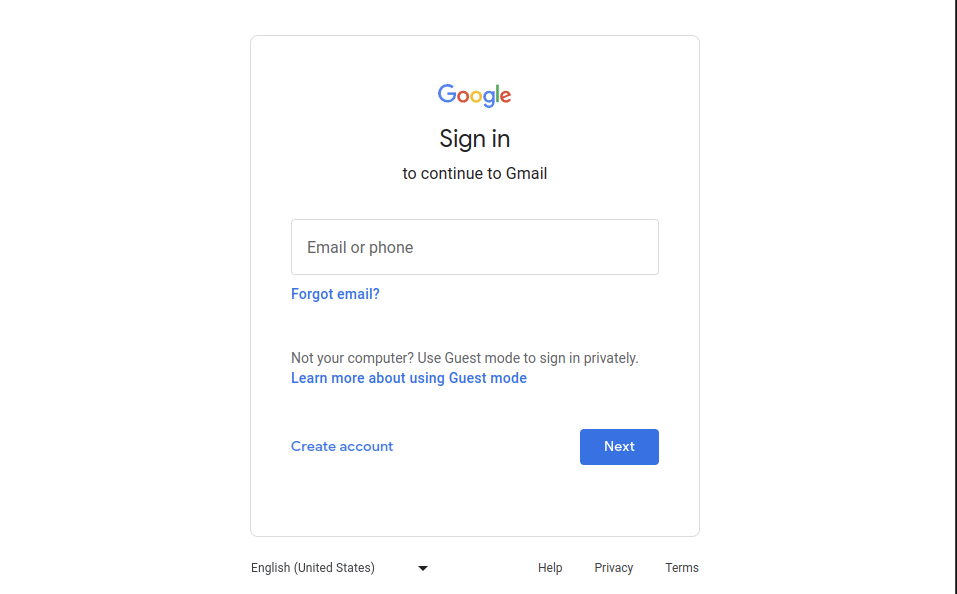 Google
Sign in
to continue to Gmail
Email or phone
Forgot email?
Not your computer? Use Guest mode to sign in privately.
Learn more about using Guest mode
Create account
Next
English (United States)
Help
Privacy
Terms